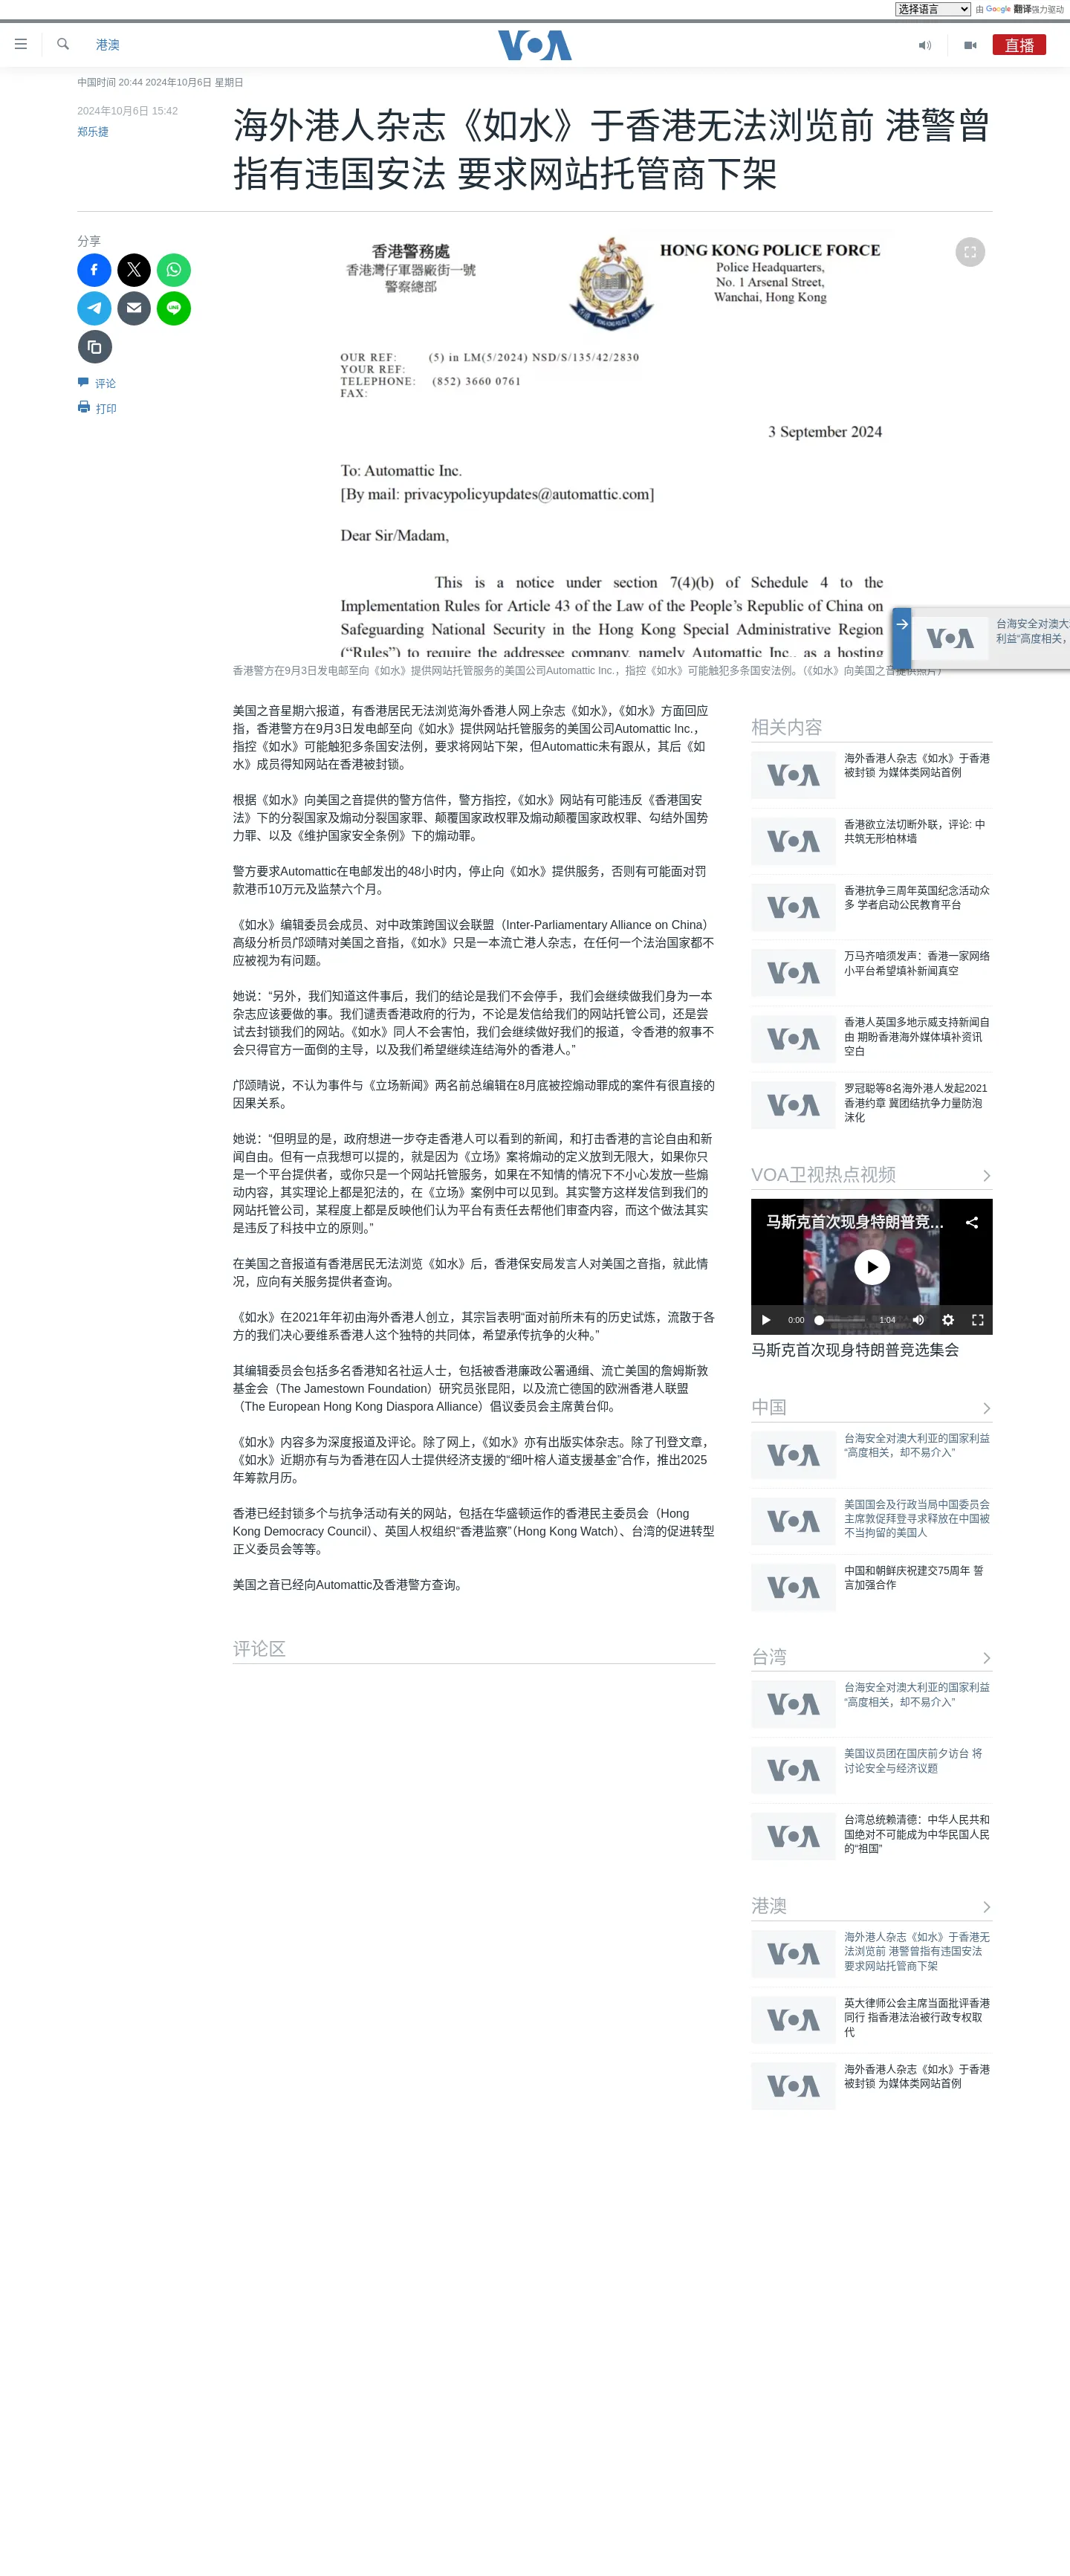 选择语言
由 Google 翻译强力驱动
港澳
VOA
直播
中国时间 20:44 2024年10月6日 星期日
2024年10月6日 15:42
郑乐捷
海外港人杂志《如水》于香港无法浏览前 港警曾
指有违国安法 要求网站托管商下架
分享
评论
打印
香港警務處
香港灣仔軍器廠街一號
警察總部
HONG KONG POLICE FORCE
Police Headquarters,
No. 1 Arsenal Street,
Wanchai, Hong Kong
OUR REF: (5) in LM(5/2024) NSD/S/135/42/2830
YOUR REF:
TELEPHONE: (852) 3660 0761
FAX:
3 September 2024
To: Automattic Inc.
[By mail: privacypolicyupdates@automattic.com]
Dear Sir/Madam,
This is a notice under section 7(4)(b) of Schedule 4 to the
Implementation Rules for Article 43 of the Law of the People's Republic of China on
Safeguarding National Security in the Hong Kong Special Administrative Region
("Rules") to require the addressee company, namely Automattic Inc., as a hosting
VOA
台海安全对澳大
利益“高度相关，
香港警方在9月3日发电邮至向《如水》提供网站托管服务的美国公司Automattic Inc.，指控《如水》可能触犯多条国安法例。（《如水》向美国之音提供照片）
美国之音星期六报道，有香港居民无法浏览海外香港人网上杂志《如水》，《如水》方面回应
指，香港警方在9月3日发电邮至向《如水》提供网站托管服务的美国公司Automattic Inc.，
指控《如水》可能触犯多条国安法例，要求将网站下架，但Automattic未有跟从，其后《如
水》成员得知网站在香港被封锁。
根据《如水》向美国之音提供的警方信件，警方指控，《如水》网站有可能违反《香港国安
法》下的分裂国家及煽动分裂国家罪、颠覆国家政权罪及煽动颠覆国家政权罪、勾结外国势
力罪、以及《维护国家安全条例》下的煽动罪。
警方要求Automattic在电邮发出的48小时内，停止向《如水》提供服务，否则有可能面对罚
款港币10万元及监禁六个月。
《如水》编辑委员会成员、对中政策跨国议会联盟（Inter-Parliamentary Alliance on China）
高级分析员邝颂晴对美国之音指，《如水》只是一本流亡港人杂志，在任何一个法治国家都不
应被视为有问题。
她说：“另外，我们知道这件事后，我们的结论是我们不会停手，我们会继续做我们身为一本
杂志应该要做的事。我们谴责香港政府的行为，不论是发信给我们的网站托管公司，还是尝
试去封锁我们的网站。《如水》同人不会害怕，我们会继续做好我们的报道，令香港的叙事不
会只得官方一面倒的主导，以及我们希望继续连结海外的香港人。”
邝颂晴说，不认为事件与《立场新闻》两名前总编辑在8月底被控煽动罪成的案件有很直接的
因果关系。
她说：“但明显的是，政府想进一步夺走香港人可以看到的新闻，和打击香港的言论自由和新
闻自由。但有一点我想可以提的，就是因为《立场》案将煽动的定义放到无限大，如果你只
是一个平台提供者，或你只是一个网站托管服务，如果在不知情的情况下不小心发放一些煽
动内容，其实理论上都是犯法的，在《立场》案例中可以见到。其实警方这样发信到我们的
网站托管公司，某程度上都是反映他们认为平台有责任去帮他们审查内容，而这个做法其实
是违反了科技中立的原则。”
在美国之音报道有香港居民无法浏览《如水》后，香港保安局发言人对美国之音指，就此情
况，应向有关服务提供者查询。
《如水》在2021年年初由海外香港人创立，其宗旨表明“面对前所未有的历史试炼，流散于各
方的我们决心要维系香港人这个独特的共同体，希望承传抗争的火种。”
其编辑委员会包括多名香港知名社运人士，包括被香港廉政公署通缉、流亡美国的詹姆斯敦
基金会（The Jamestown Foundation）研究员张昆阳，以及流亡德国的欧洲香港人联盟
（The European Hong Kong Diaspora Alliance）倡议委员会主席黄台仰。
《如水》内容多为深度报道及评论。除了网上，《如水》亦有出版实体杂志。除了刊登文章，
《如水》近期亦有与为香港在囚人士提供经济支援的“细叶榕人道支援基金”合作，推出2025
年筹款月历。
香港已经封锁多个与抗争活动有关的网站，包括在华盛顿运作的香港民主委员会（Hong
Kong Democracy Council）、英国人权组织“香港监察”（Hong Kong Watch）、台湾的促进转型
正义委员会等等。
美国之音已经向Automattic及香港警方查询。
评论区
相关内容
VOA
海外香港人杂志《如水》于香港
被封锁 为媒体类网站首例
VOA
香港欲立法切断外联，评论: 中
共筑无形柏林墙
VOA
香港抗争三周年英国纪念活动众
多 学者启动公民教育平台
VOA
万马齐喑须发声：香港一家网络
小平台希望填补新闻真空
VOA
香港人英国多地示威支持新闻自
由 期盼香港海外媒体填补资讯
空白
VOA
罗冠聪等8名海外港人发起2021
香港约章 冀团结抗争力量防泡
沫化
VOA卫视热点视频
马斯克首次现身特朗普竞...
0:00
1:04
马斯克首次现身特朗普竞选集会
中国
VOA
台海安全对澳大利亚的国家利益
“高度相关，却不易介入”
VOA
美国国会及行政当局中国委员会
主席敦促拜登寻求释放在中国被
不当拘留的美国人
VOA
中国和朝鲜庆祝建交75周年 誓
言加强合作
台湾
VOA
台海安全对澳大利亚的国家利益
“高度相关，却不易介入”
VOA
美国议员团在国庆前夕访台 将
讨论安全与经济议题
VOA
台湾总统赖清德：中华人民共和
国绝对不可能成为中华民国人民
的“祖国”
港澳
VOA
海外港人杂志《如水》于香港无
法浏览前 港警曾指有违国安法
要求网站托管商下架
VOA
英大律师公会主席当面批评香港
同行 指香港法治被行政专权取
代
VOA
海外香港人杂志《如水》于香港
被封锁 为媒体类网站首例